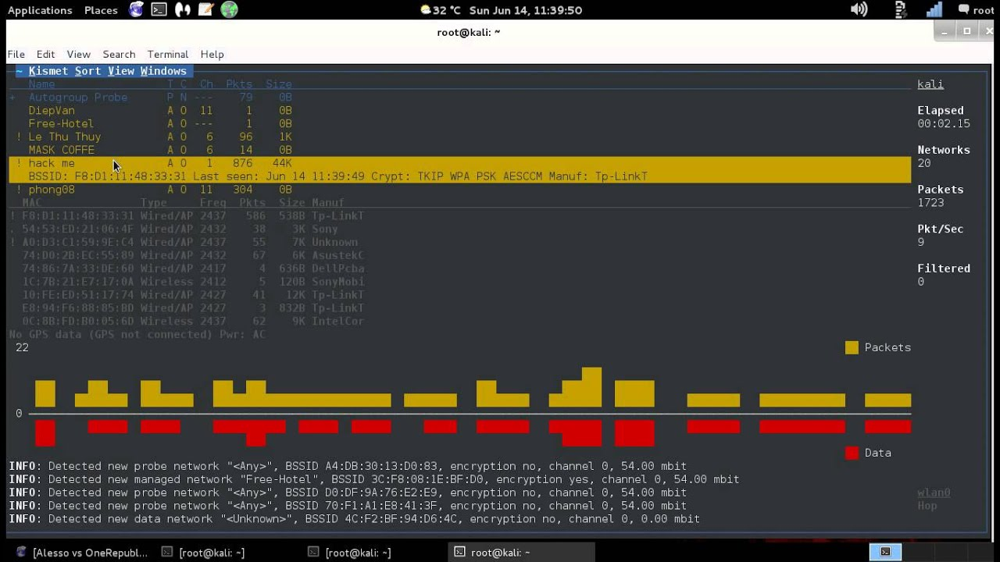 Applications Places 32 °C Sun Jun 14, 11:39:50 root
root@kali: ~
File Edit View Search Terminal Help
~ Kismet Sort View Windows
Name T C Ch Pkts Size
+ Autogroup Probe P N --- 79 0B
DiepVan A O 11 1 0B
Free-Hotel A O --- 1 0B
! Le Thu Thuy A O 6 96 1K
MASK COFFE A O 6 14 0B
! hack me A O 1 876 44K
BSSID: F8:D1:11:48:33:31 Last seen: Jun 14 11:39:49 Crypt: TKIP WPA PSK AESCCM Manuf: Tp-LinkT
! phong08 A O 11 304 0B
MAC Type Freq Pkts Size Manuf
! F8:D1:11:48:33:31 Wired/AP 2437 586 538B Tp-LinkT
. 54:53:ED:21:06:4F Wired/AP 2432 38 3K Sony
! A0:D3:C1:59:9E:C4 Wired/AP 2437 55 7K Unknown
74:D0:2B:EC:55:89 Wired/AP 2432 67 6K AsustekC
74:86:7A:33:DE:60 Wired/AP 2417 4 636B DellPcba
1C:7B:21:E7:17:0A Wireless 2412 5 120B SonyMobi
10:FE:ED:51:17:74 Wired/AP 2427 41 12K Tp-LinkT
E8:94:F6:88:85:BD Wired/AP 2427 3 832B Tp-LinkT
0C:8B:FD:B0:05:6D Wireless 2437 62 9K IntelCor
No GPS data (GPS not connected) Pwr: AC
kali
Elapsed
00:02.15
Networks
20
Packets
1723
Pkt/Sec
9
Filtered
0
22
Packets
0
Data
INFO: Detected new probe network "<Any>", BSSID A4:DB:30:13:D0:83, encryption no, channel 0, 54.00 mbit
INFO: Detected new managed network "Free-Hotel", BSSID 3C:F8:08:1E:BF:D0, encryption yes, channel 0, 54.00 mbit
INFO: Detected new probe network "<Any>", BSSID D0:DF:9A:76:E2:E9, encryption no, channel 0, 54.00 mbit
INFO: Detected new probe network "<Any>", BSSID 70:F1:A1:E8:41:3F, encryption no, channel 0, 54.00 mbit
INFO: Detected new data network "<Unknown>", BSSID 4C:F2:BF:94:D6:4C, encryption no, channel 0, 0.00 mbit
wlan0
Hop
[Alesso vs OneRepubl... [root@kali: ~] [root@kali: ~] root@kali: ~